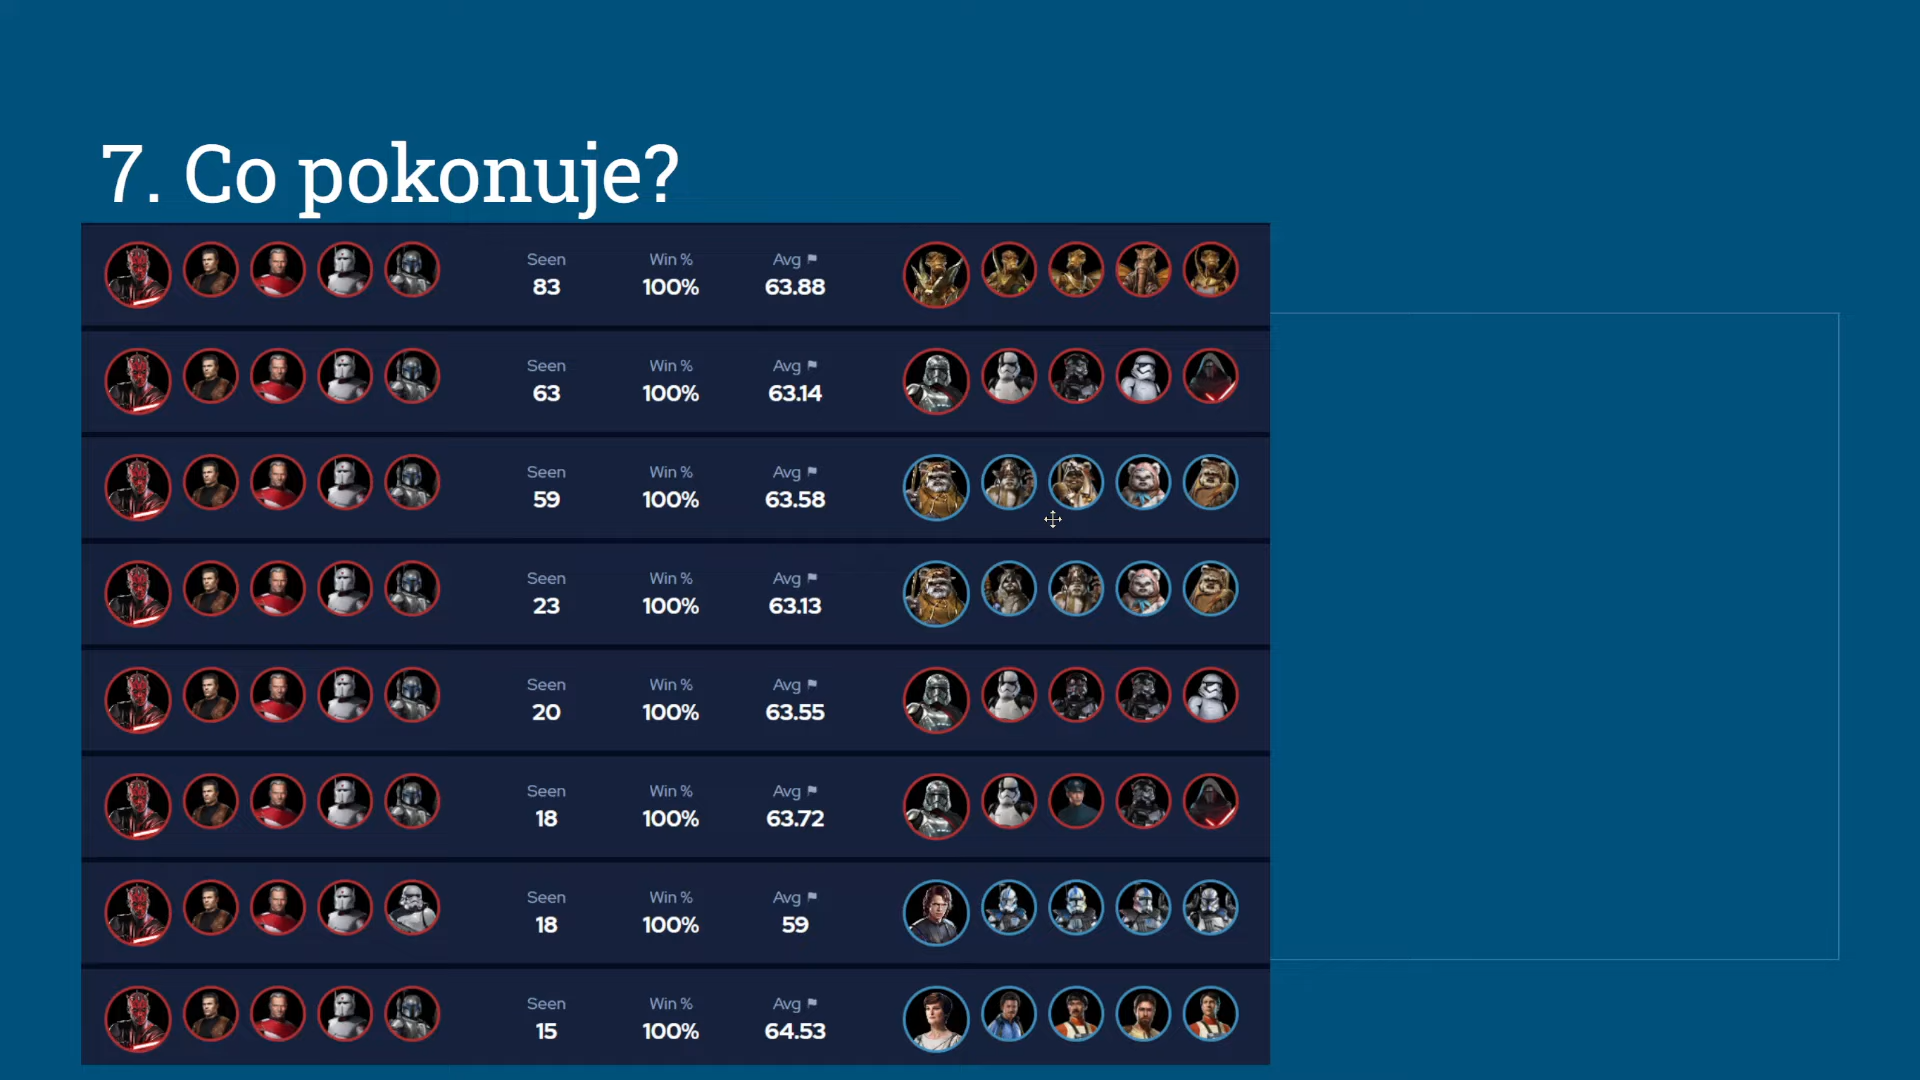 7. Co pokonuje?
Seen Win % Avg
83 100% 63.88
Seen Win % Avg
63 100% 63.14
Seen Win % Avg
59 100% 63.58
Seen Win % Avg
23 100% 63.13
Seen Win % Avg
20 100% 63.55
Seen Win % Avg
18 100% 63.72
Seen Win % Avg
18 100% 59
Seen Win % Avg
15 100% 64.53